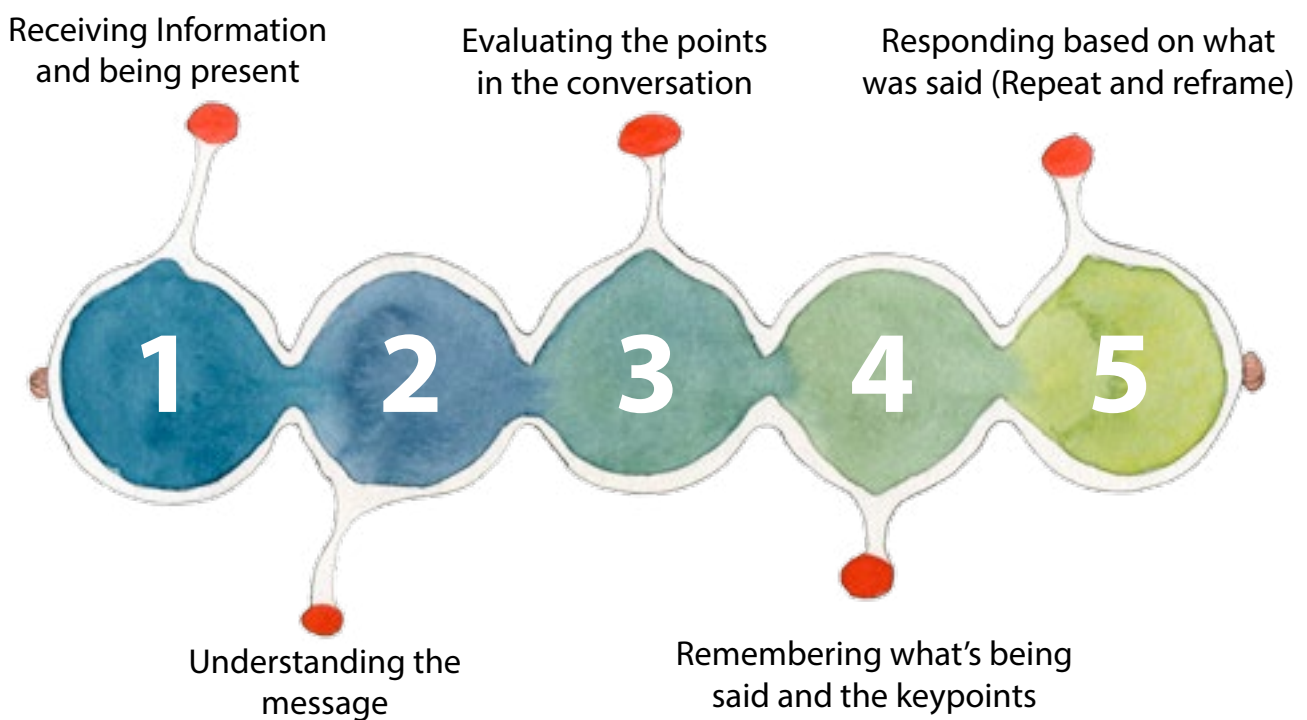 Receiving Information
and being present
Evaluating the points
in the conversation
Responding based on what
was said (Repeat and reframe)
1
2
3
4
5
Understanding the
message
Remembering what's being
said and the keypoints